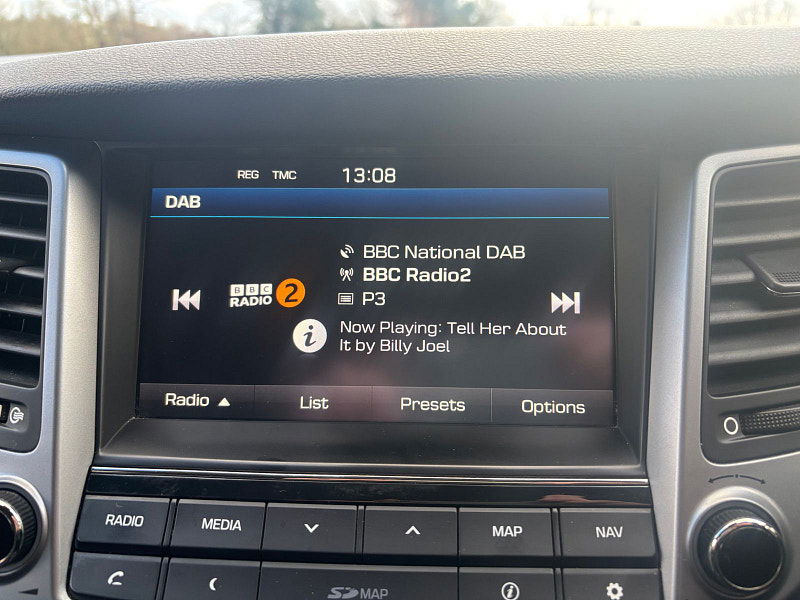 REG TMC 13:08
DAB
BBC National DAB
BBC Radio2
BBC
RADIO 2
P3
i Now Playing: Tell Her About
It by Billy Joel
Radio List Presets Options
RADIO MEDIA MAP NAV
SD MAP i